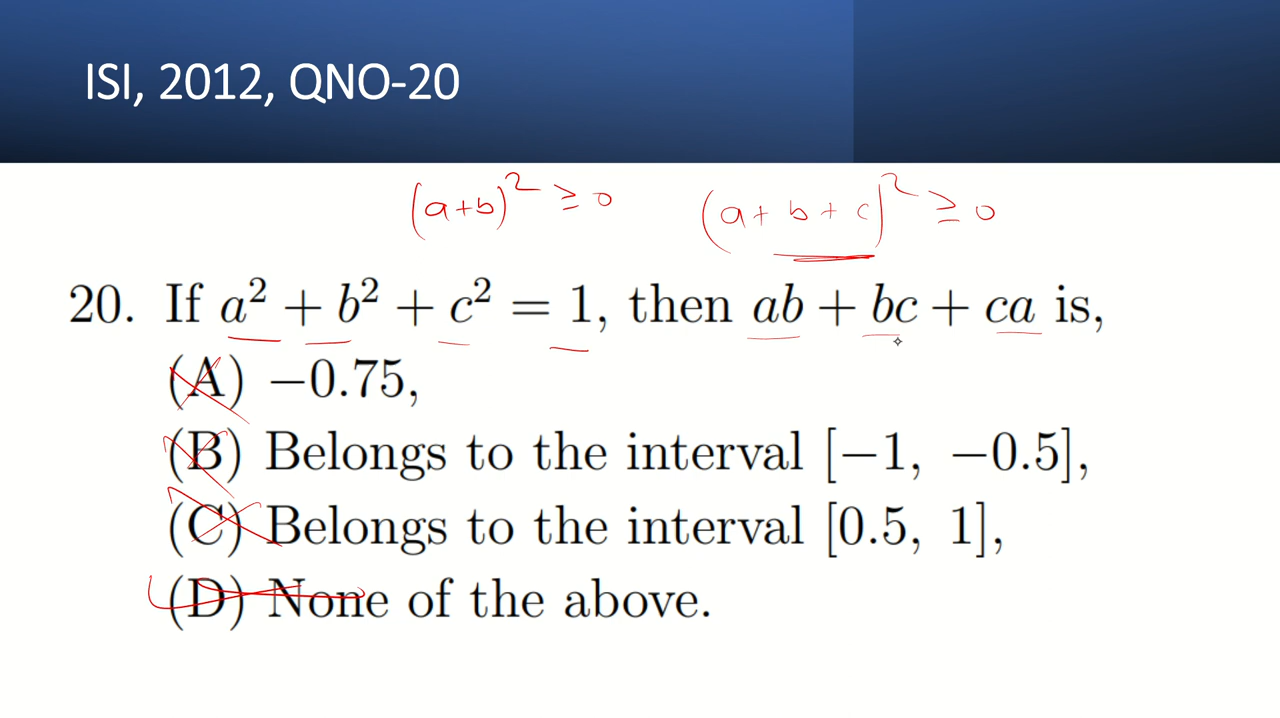 ISI, 2012, QNO-20
(a+b)² ≥ 0 (a + b + c)² ≥ 0
20. If a² + b² + c² = 1, then ab + bc + ca is,
(A) −0.75,
(B) Belongs to the interval [−1, −0.5],
(C) Belongs to the interval [0.5, 1],
(D) None of the above.